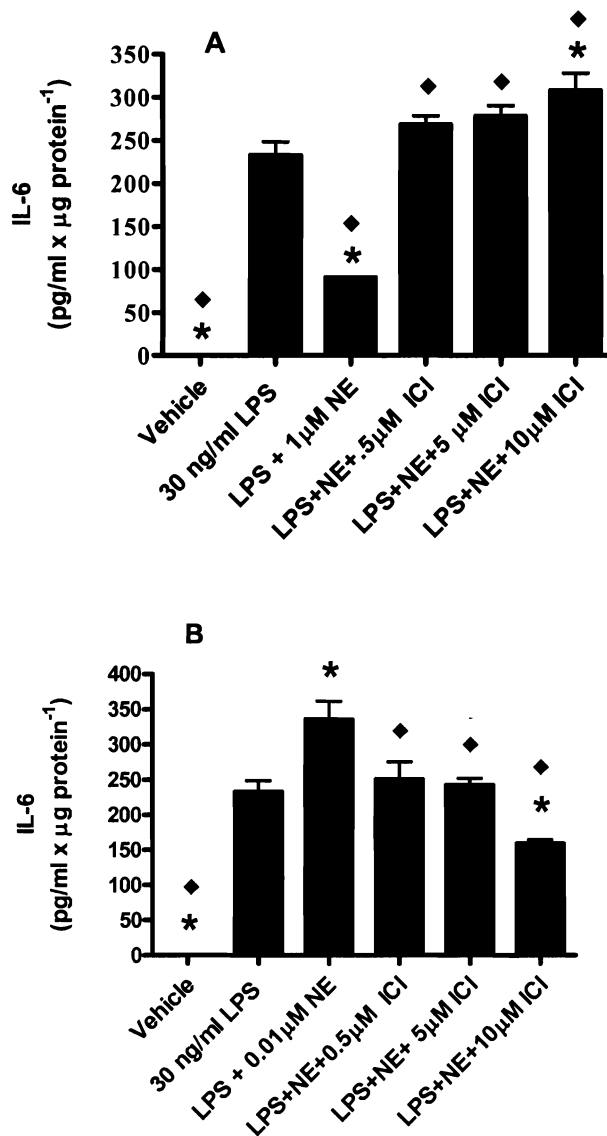 A
IL-6
(pg/ml x µg protein⁻¹)
350
300
250
200
150
100
50
0
◆
*
◆
*
◆
◆
◆
*
Vehicle
30 ng/ml LPS
LPS + 1µM NE
LPS+NE+.5µM ICI
LPS+NE+5 µM ICI
LPS+NE+10µM ICI
B
IL-6
(pg/ml x µg protein⁻¹)
400
350
300
250
200
150
100
50
0
◆
*
*
◆
◆
◆
*
Vehicle
30 ng/ml LPS
LPS + 0.01µM NE
LPS+NE+0.5µM ICI
LPS+NE+ 5µM ICI
LPS+NE+10µM ICI